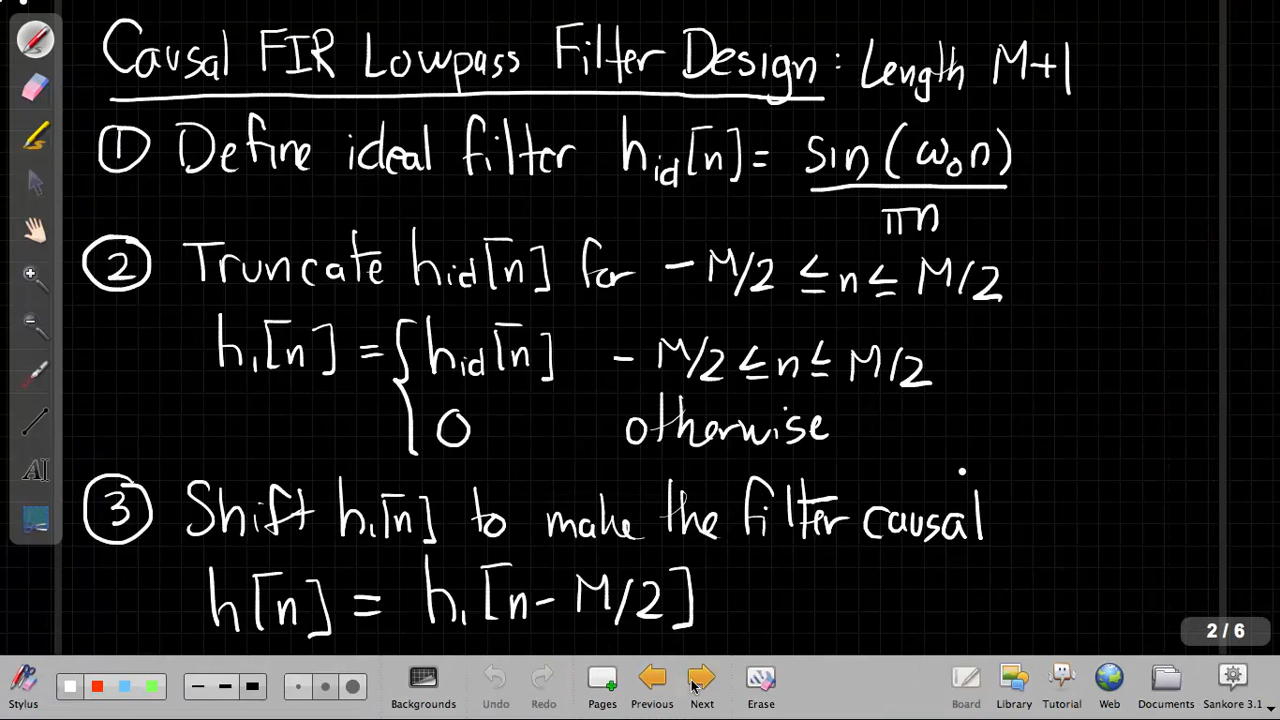 Causal FIR Lowpass Filter Design: Length M+1
① Define ideal filter h_id[n] = sin(ω₀n)
πn
② Truncate h_id[n] for -M/2 ≤ n ≤ M/2
h₁[n] = { h_id[n] -M/2 ≤ n ≤ M/2
0 otherwise
③ Shift h₁[n] to make the filter causal
h[n] = h₁[n-M/2]
2 / 6
AI
Stylus
Backgrounds
Undo
Redo
Pages
Previous
Next
Erase
Board
Library
Tutorial
Web
Documents
Sankore 3.1